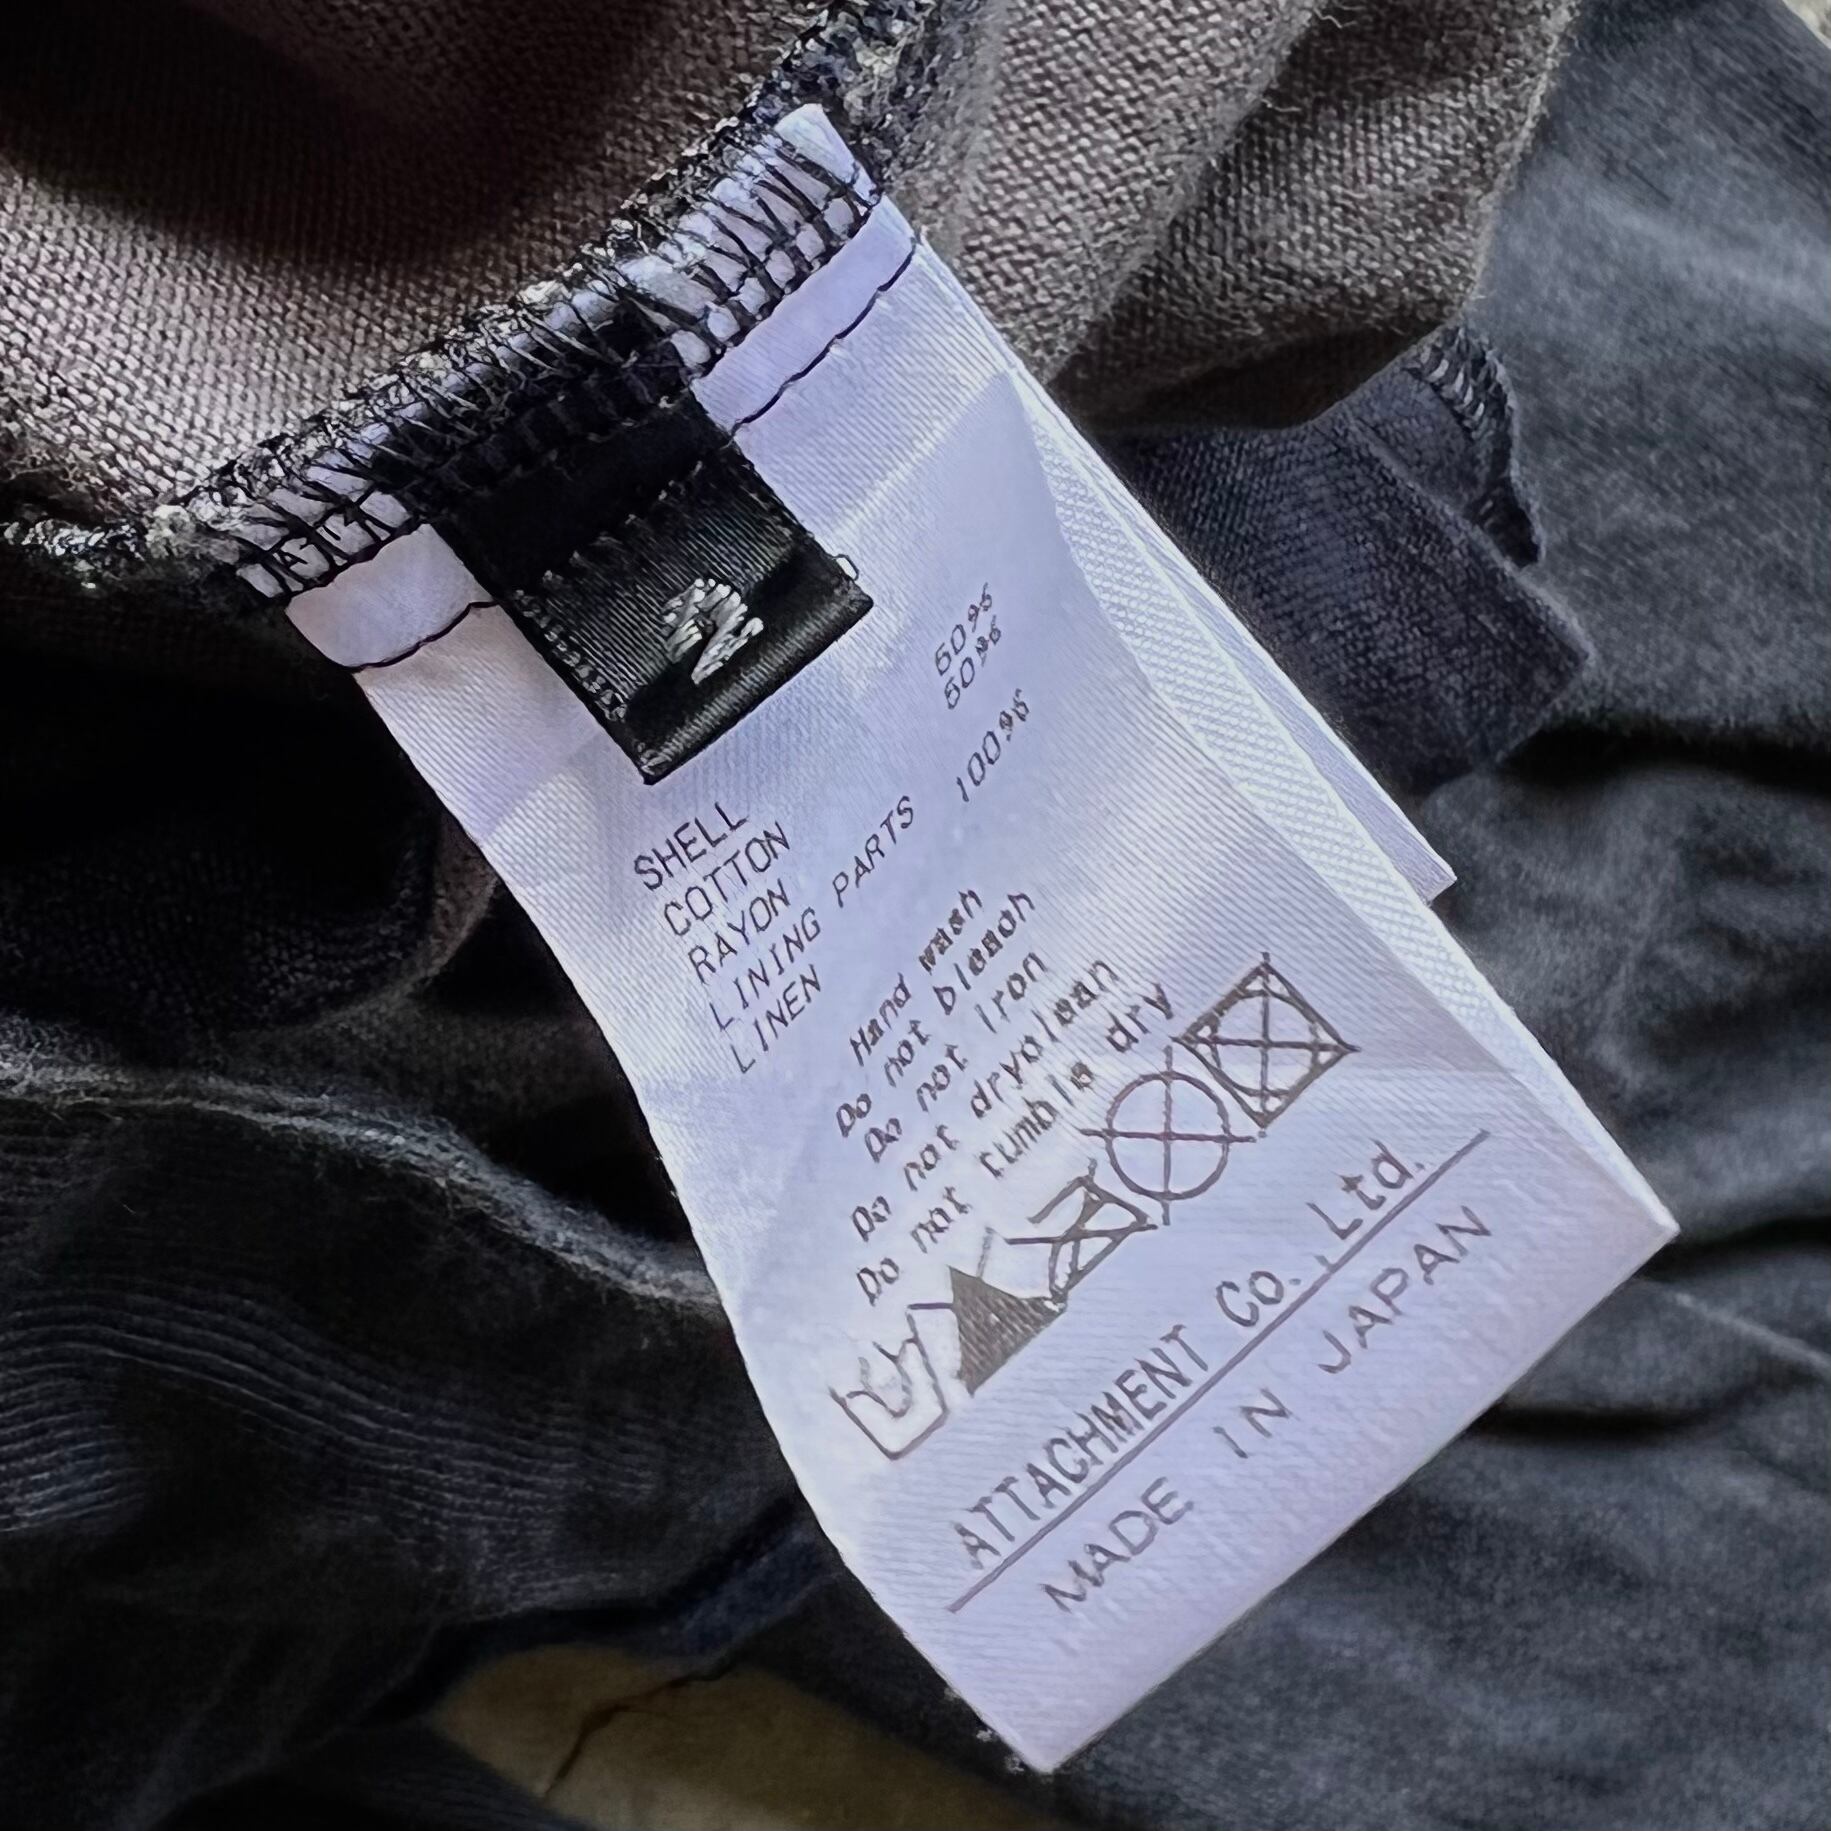 2
SHELL
COTTON 50%
RAYON 50%
LINING PARTS
LINEN 100%
Hand wash
Do not bleach
Do not iron
Do not dryclean
Do not tumble dry
ATTACHMENT Co.,Ltd.
MADE IN JAPAN